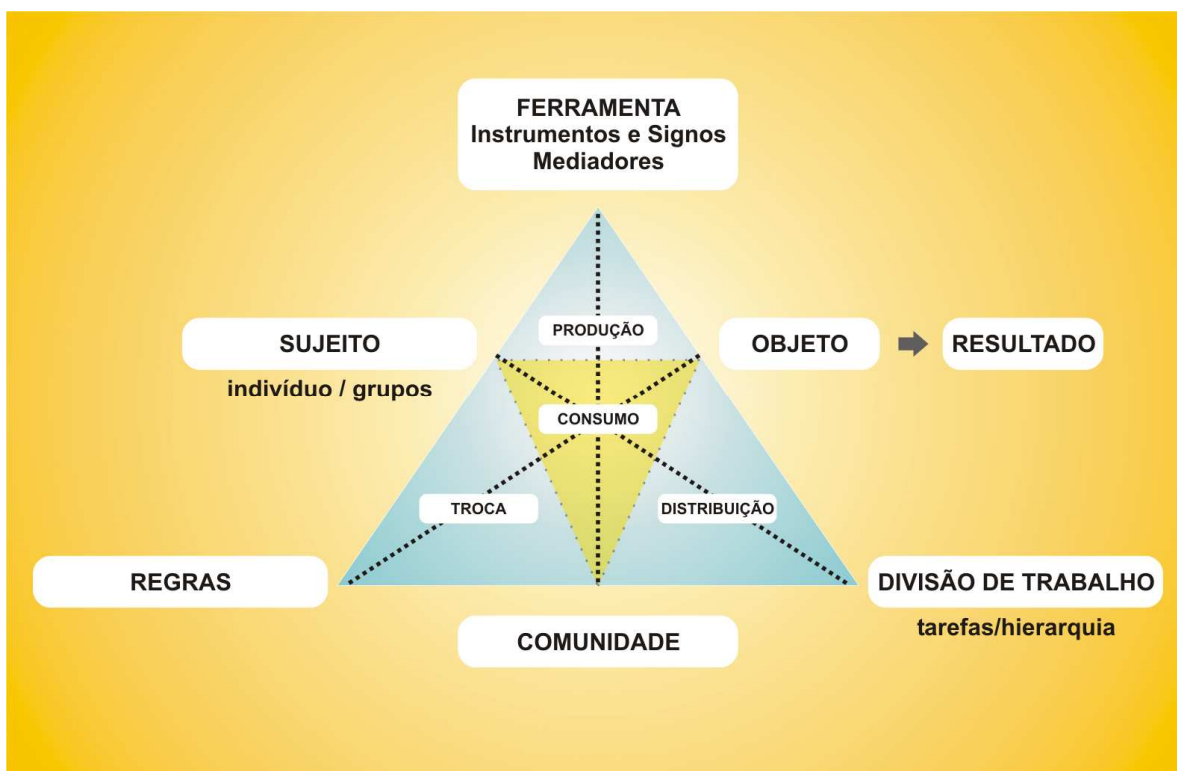 FERRAMENTA
Instrumentos e Signos
Mediadores
PRODUÇÃO
SUJEITO
OBJETO
RESULTADO
indivíduo / grupos
CONSUMO
TROCA
DISTRIBUIÇÃO
REGRAS
DIVISÃO DE TRABALHO
tarefas/hierarquia
COMUNIDADE